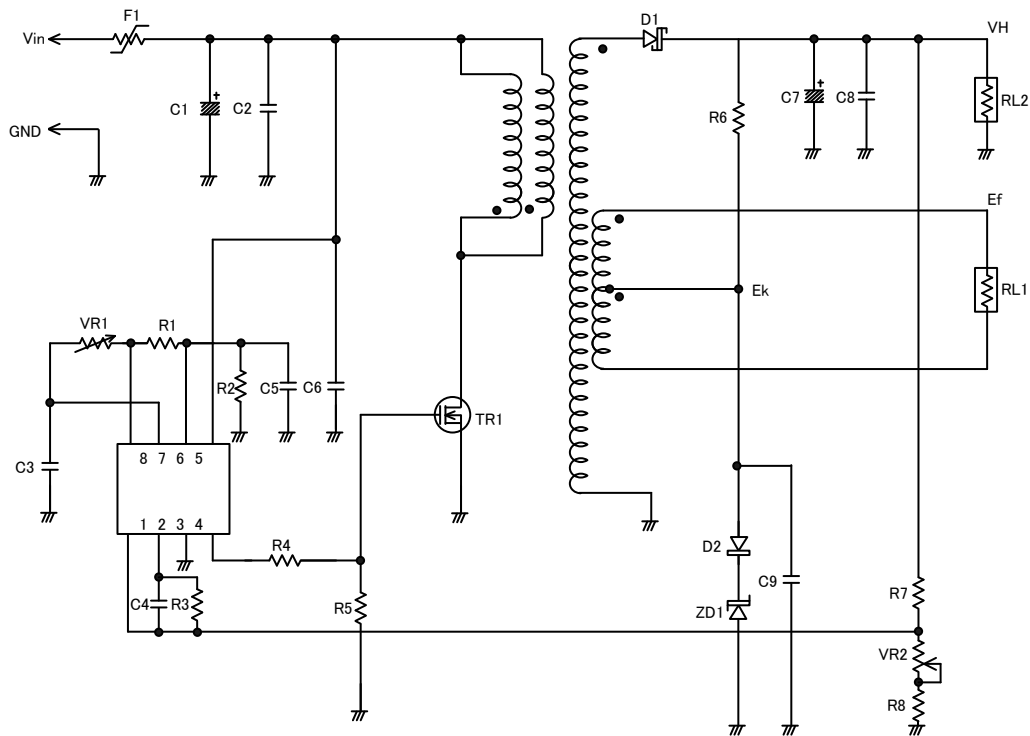 F1
D1
Vin
VH
C1
+
C2
C7
+
C8
R6
RL2
GND
Ef
Ek
RL1
VR1
R1
R2
C5
C6
TR1
C3
8 7 6 5
1 2 3 4
R4
D2
C4
R3
R5
ZD1
C9
R7
VR2
R8